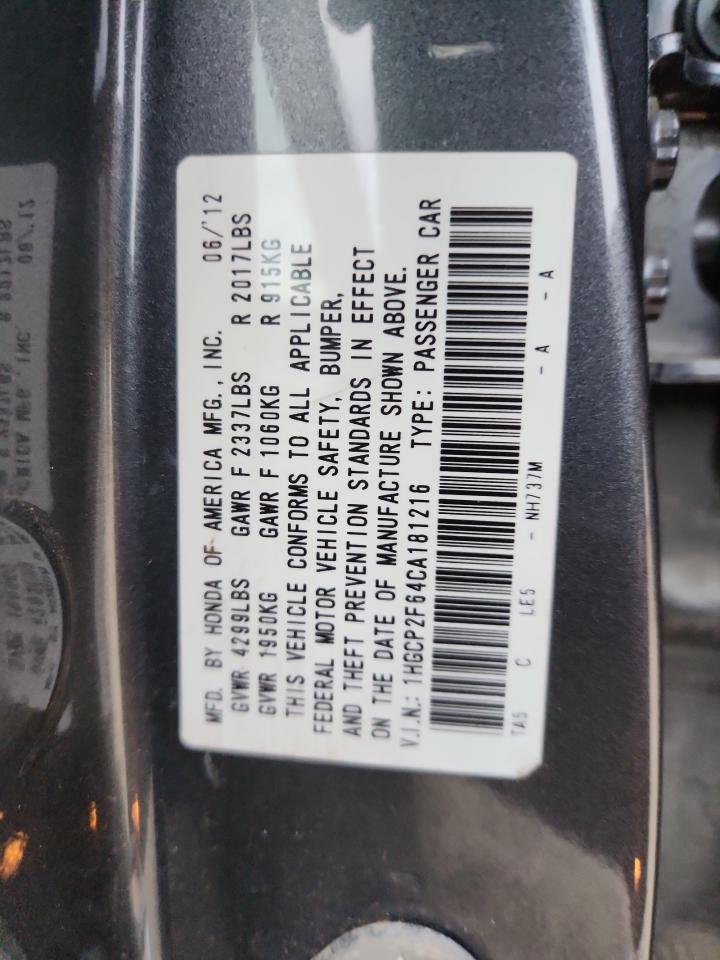 MFD. BY HONDA OF AMERICA MFG., INC. 06/'12
GVWR 4299LBS GAWR F 2337LBS R 2017LBS
GVWR 1950KG GAWR F 1060KG R 915KG
THIS VEHICLE CONFORMS TO ALL APPLICABLE
FEDERAL MOTOR VEHICLE SAFETY, BUMPER,
AND THEFT PREVENTION STANDARDS IN EFFECT
ON THE DATE OF MANUFACTURE SHOWN ABOVE.
V.I.N.: 1HGCP2F64CA181216 TYPE: PASSENGER CAR
TA5 C LE5 - NH737M - A - A